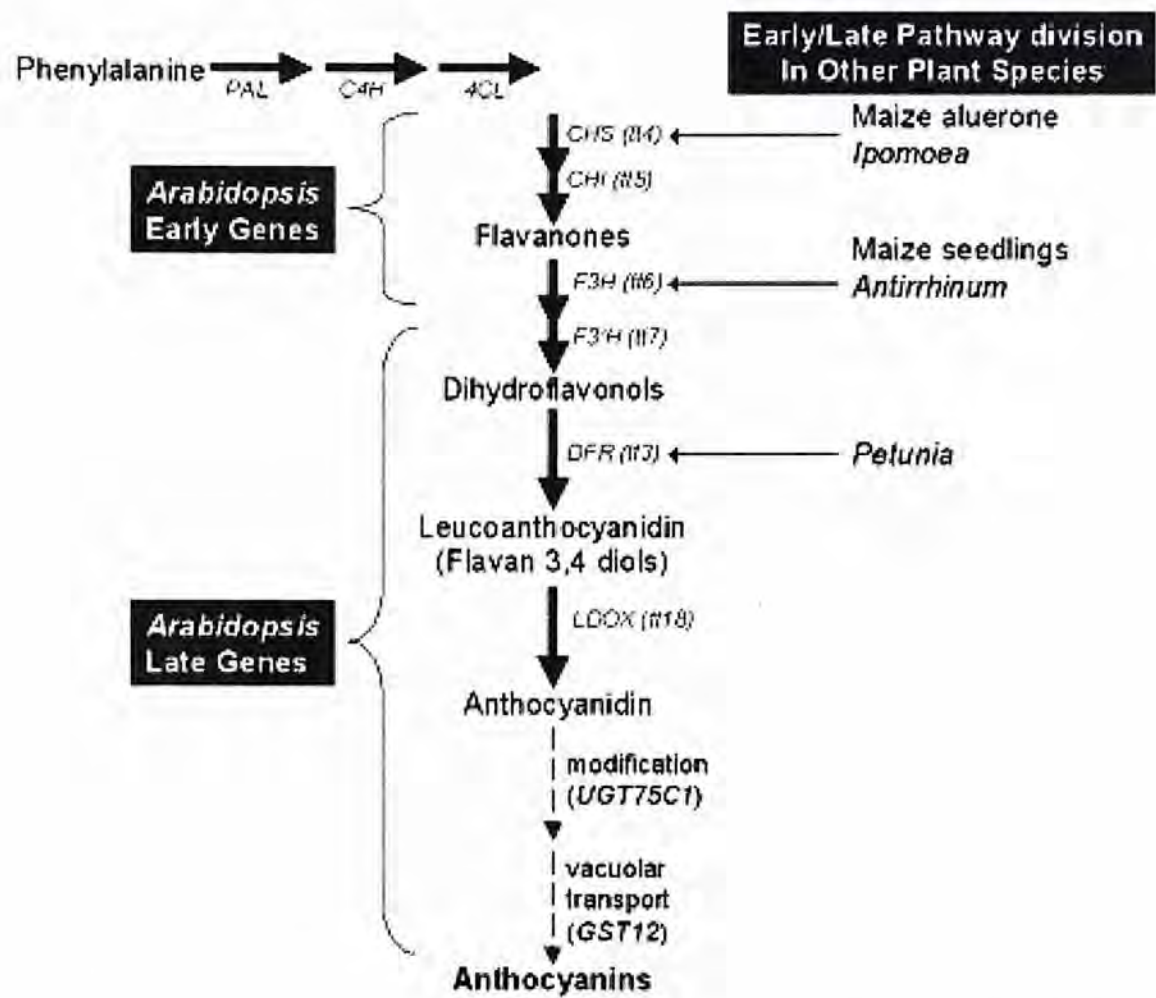 Early/Late Pathway division
In Other Plant Species
Phenylalanine
PAL
C4H
4CL
CHS (tt4)
Maize aluerone
Ipomoea
CHI (tt5)
Arabidopsis
Early Genes
Flavanones
F3H (tt6)
Maize seedlings
Antirrhinum
F3'H (tt7)
Dihydroflavonols
DFR (tt3)
Petunia
Leucoanthocyanidin
(Flavan 3,4 diols)
LDOX (tt18)
Arabidopsis
Late Genes
Anthocyanidin
modification
(UGT75C1)
vacuolar
transport
(GST12)
Anthocyanins